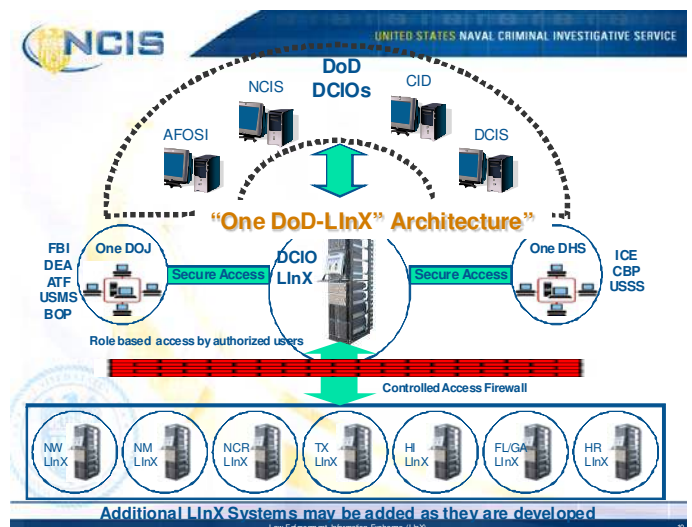 NCIS
UNITED STATES NAVAL CRIMINAL INVESTIGATIVE SERVICE
DoD
DCIOs
NCIS
CID
AFOSI
DCIS
“One DoD-LInX” Architecture”
FBI
DEA
ATF
USMS
BOP
One DOJ
Secure Access
DCIO
LInX
Secure Access
One DHS
ICE
CBP
USSS
Role based access by authorized users
Controlled Access Firewall
NW
LInX
NM
LInX
NCR
LInX
TX
LInX
HI
LInX
FL/GA
LInX
HR
LInX
Additional LInX Systems may be added as they are developed